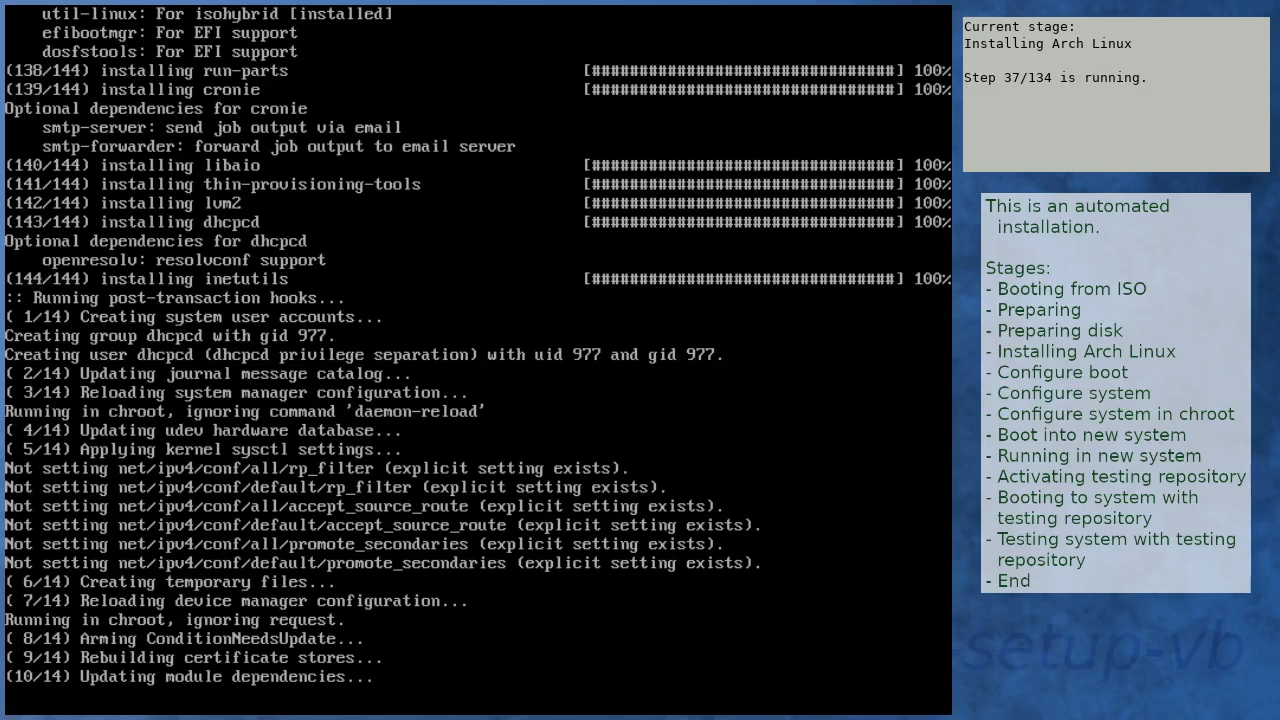 util-linux: For isohybrid [installed]
    efibootmgr: For EFI support
    dosfstools: For EFI support
(138/144) installing run-parts [################################] 100%
(139/144) installing cronie [################################] 100%
Optional dependencies for cronie
    smtp-server: send job output via email
    smtp-forwarder: forward job output to email server
(140/144) installing libaio [################################] 100%
(141/144) installing thin-provisioning-tools [################################] 100%
(142/144) installing lvm2 [################################] 100%
(143/144) installing dhcpcd [################################] 100%
Optional dependencies for dhcpcd
    openresolv: resolvconf support
(144/144) installing inetutils [################################] 100%
:: Running post-transaction hooks...
( 1/14) Creating system user accounts...
Creating group dhcpcd with gid 977.
Creating user dhcpcd (dhcpcd privilege separation) with uid 977 and gid 977.
( 2/14) Updating journal message catalog...
( 3/14) Reloading system manager configuration...
Running in chroot, ignoring command 'daemon-reload'
( 4/14) Updating udev hardware database...
( 5/14) Applying kernel sysctl settings...
Not setting net/ipv4/conf/all/rp_filter (explicit setting exists).
Not setting net/ipv4/conf/default/rp_filter (explicit setting exists).
Not setting net/ipv4/conf/all/accept_source_route (explicit setting exists).
Not setting net/ipv4/conf/default/accept_source_route (explicit setting exists).
Not setting net/ipv4/conf/all/promote_secondaries (explicit setting exists).
Not setting net/ipv4/conf/default/promote_secondaries (explicit setting exists).
( 6/14) Creating temporary files...
( 7/14) Reloading device manager configuration...
Running in chroot, ignoring request.
( 8/14) Arming ConditionNeedsUpdate...
( 9/14) Rebuilding certificate stores...
(10/14) Updating module dependencies...
Current stage:
Installing Arch Linux
Step 37/134 is running.
This is an automated
installation.
Stages:
- Booting from ISO
- Preparing
- Preparing disk
- Installing Arch Linux
- Configure boot
- Configure system
- Configure system in chroot
- Boot into new system
- Running in new system
- Activating testing repository
- Booting to system with
testing repository
- Testing system with testing
repository
- End
setup-vb